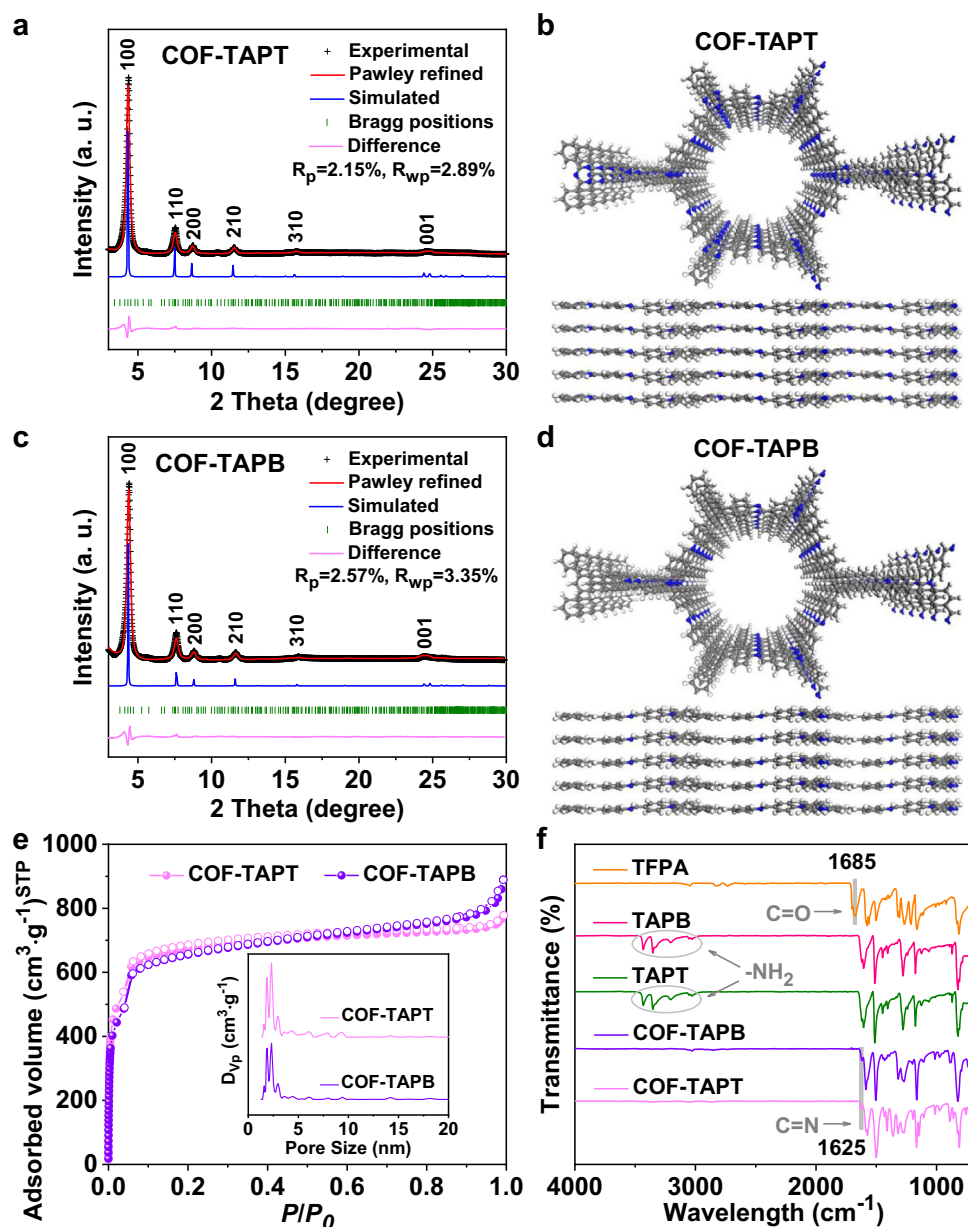 a
COF-TAPT
Experimental
Pawley refined
Simulated
Bragg positions
Difference
Rp=2.15%, Rwp=2.89%
100
110
200
210
310
001
Intensity (a. u.)
5 10 15 20 25 30
2 Theta (degree)
b
COF-TAPT
c
COF-TAPB
Experimental
Pawley refined
Simulated
Bragg positions
Difference
Rp=2.57%, Rwp=3.35%
100
110
200
210
310
001
Intensity (a. u.)
5 10 15 20 25 30
2 Theta (degree)
d
COF-TAPB
e
COF-TAPT COF-TAPB
Adsorbed volume (cm³·g⁻¹)STP
1000
800
600
400
200
0
0.0 0.2 0.4 0.6 0.8 1.0
P/P0
DVp (cm³·g⁻¹)
COF-TAPT
COF-TAPB
0 5 10 15 20
Pore Size (nm)
f
1685
TFPA
C=O
TAPB
-NH2
TAPT
COF-TAPB
COF-TAPT
C=N
1625
Transmittance (%)
4000 3000 2000 1000
Wavelength (cm⁻¹)